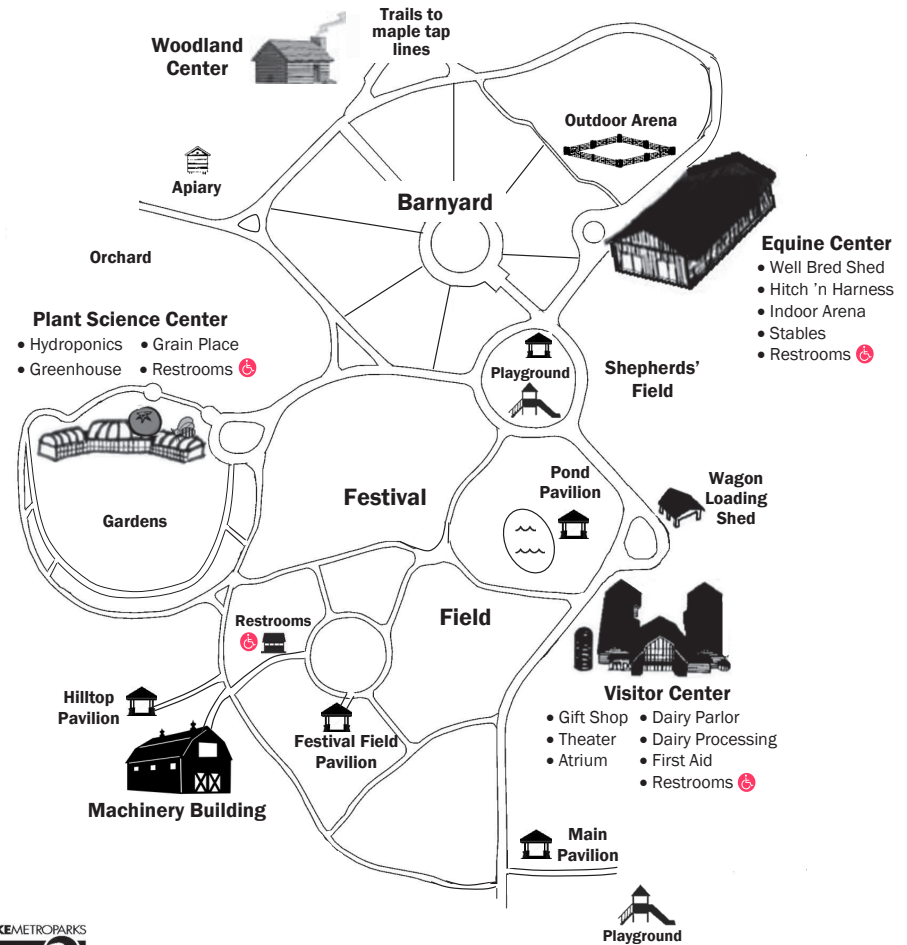 Trails to
maple tap
lines
Woodland
Center
Outdoor Arena
Apiary
Barnyard
Orchard
Equine Center
• Well Bred Shed
• Hitch ’n Harness
• Indoor Arena
• Stables
• Restrooms
Plant Science Center
• Hydroponics • Grain Place
• Greenhouse • Restrooms
Playground
Shepherds’
Field
Pond
Pavilion
Wagon
Loading
Shed
Festival
Gardens
Field
Restrooms
Hilltop
Pavilion
Festival Field
Pavilion
Machinery Building
Visitor Center
• Gift Shop • Dairy Parlor
• Theater • Dairy Processing
• Atrium • First Aid
• Restrooms
Main
Pavilion
Playground
METROPARKS